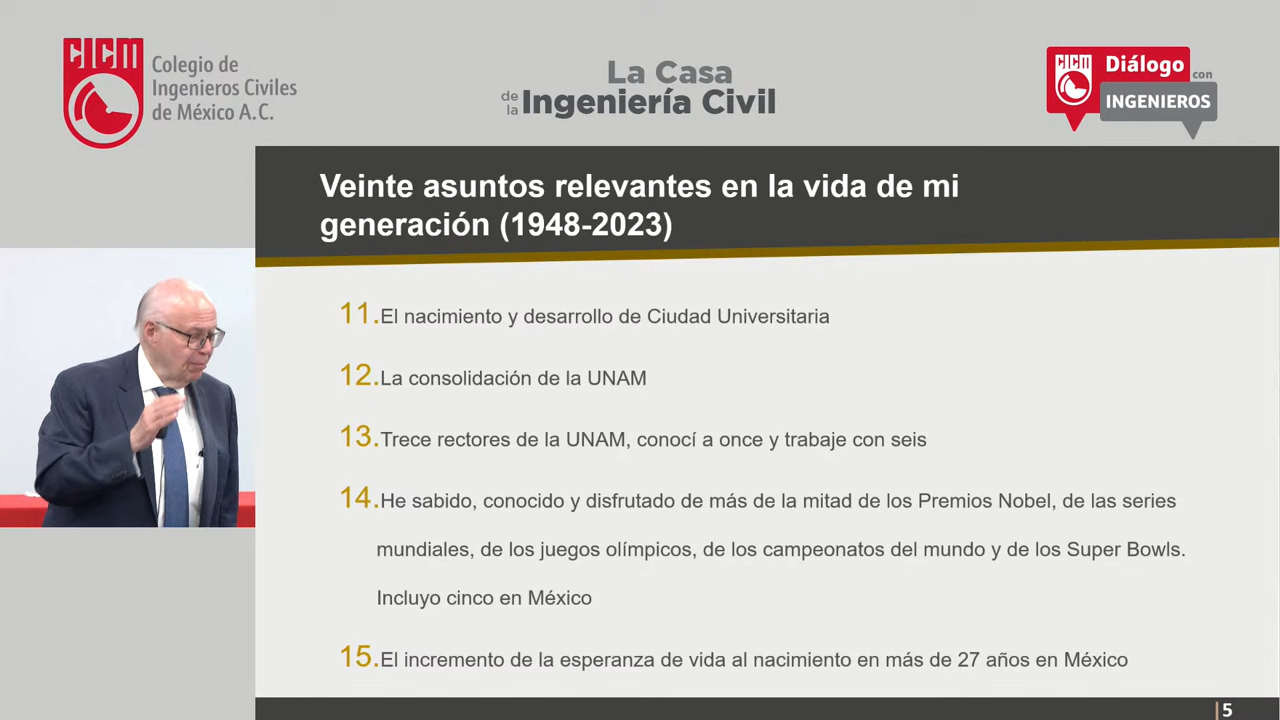 CICM
Colegio de
Ingenieros Civiles
de México A.C.
La Casa
de la Ingeniería Civil
CICM
Diálogo con
INGENIEROS
Veinte asuntos relevantes en la vida de mi
generación (1948-2023)
11. El nacimiento y desarrollo de Ciudad Universitaria
12. La consolidación de la UNAM
13. Trece rectores de la UNAM, conocí a once y trabaje con seis
14. He sabido, conocido y disfrutado de más de la mitad de los Premios Nobel, de las series
mundiales, de los juegos olímpicos, de los campeonatos del mundo y de los Super Bowls.
Incluyo cinco en México
15. El incremento de la esperanza de vida al nacimiento en más de 27 años en México
5